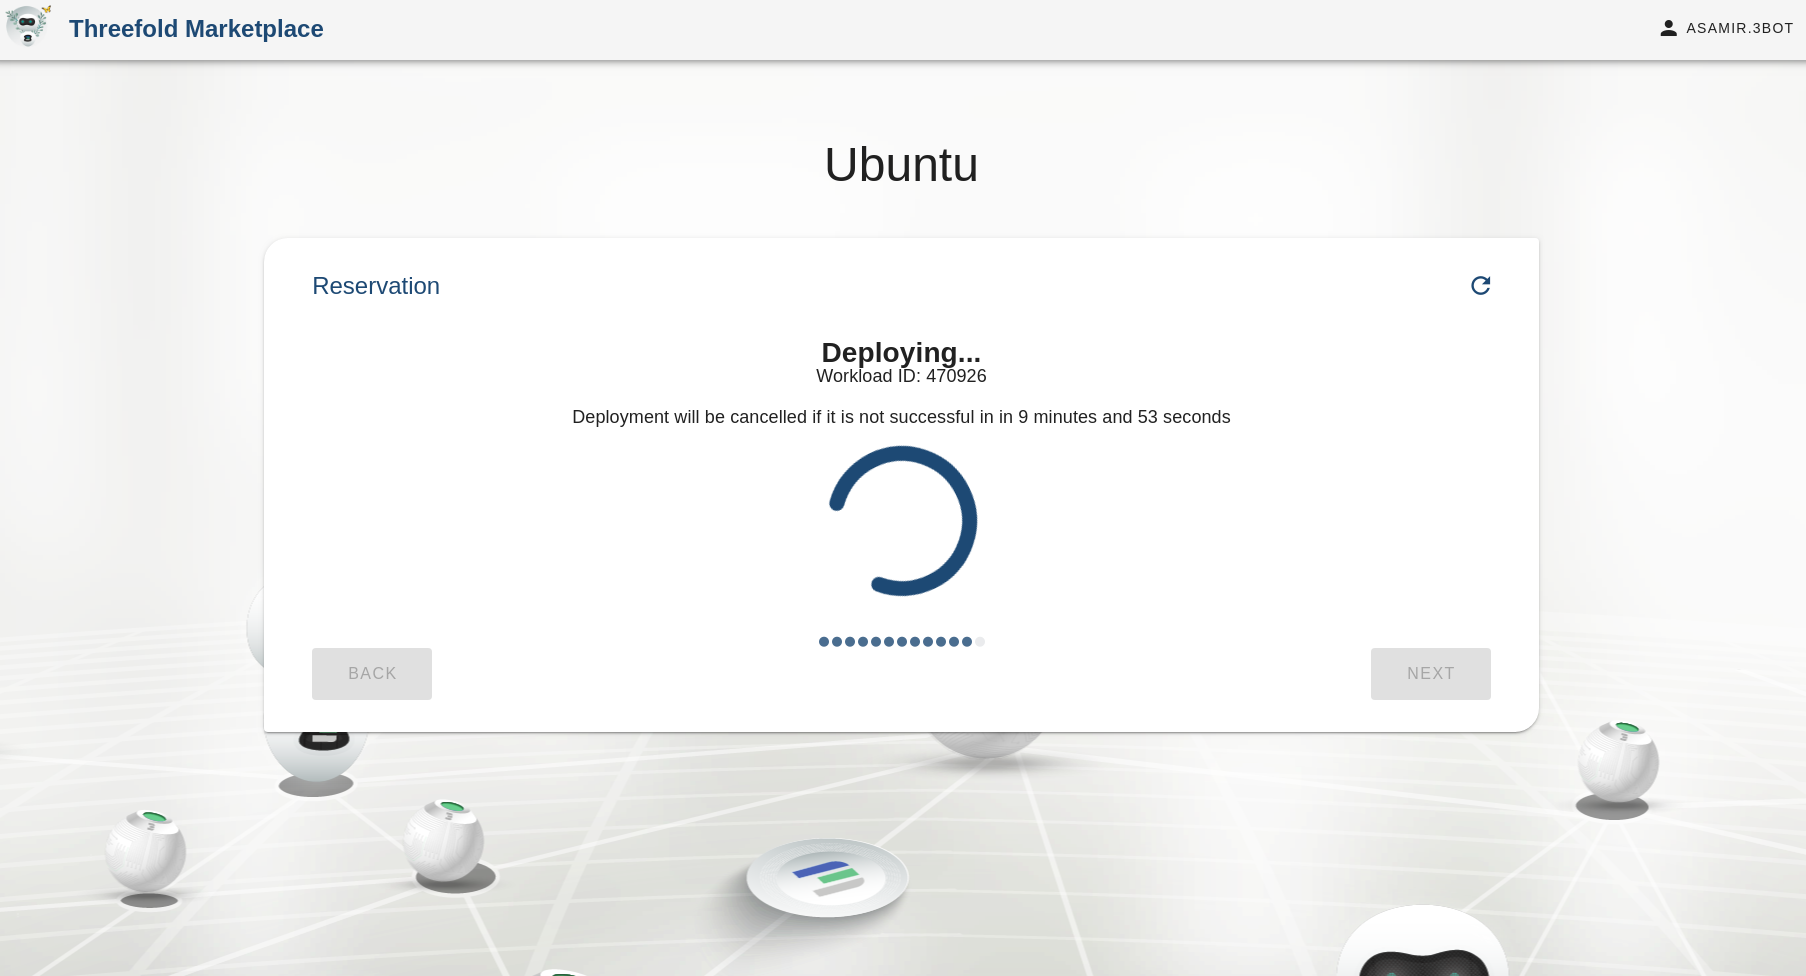 Threefold Marketplace
ASAMIR.3BOT
Ubuntu
Reservation
Deploying...
Workload ID: 470926
Deployment will be cancelled if it is not successful in in 9 minutes and 53 seconds
BACK
NEXT